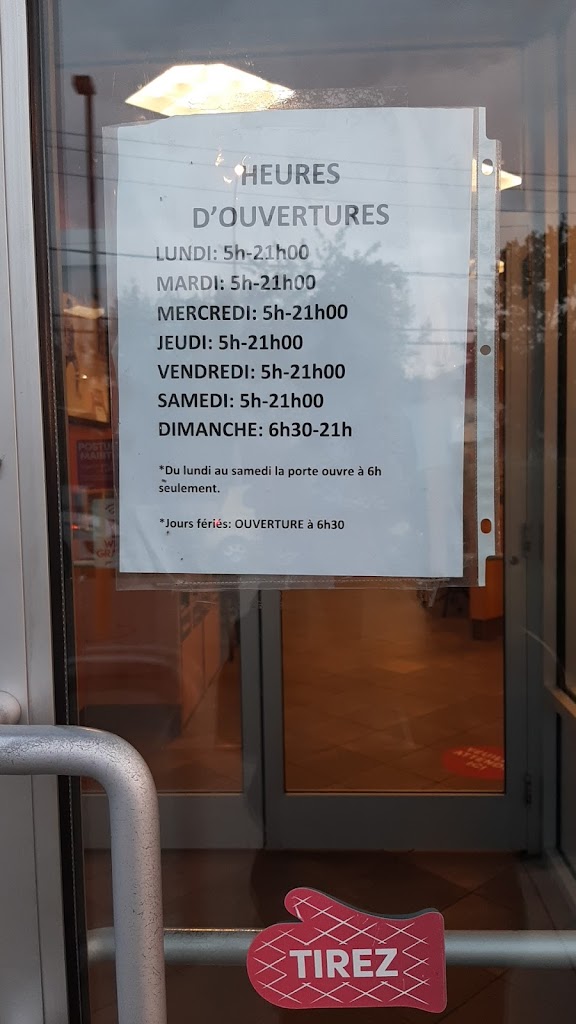 HEURES
D'OUVERTURES
LUNDI: 5h-21h00
MARDI: 5h-21h00
MERCREDI: 5h-21h00
JEUDI: 5h-21h00
VENDREDI: 5h-21h00
SAMEDI: 5h-21h00
DIMANCHE: 6h30-21h
*Du lundi au samedi la porte ouvre à 6h
seulement.
*Jours fériés: OUVERTURE à 6h30
TIREZ